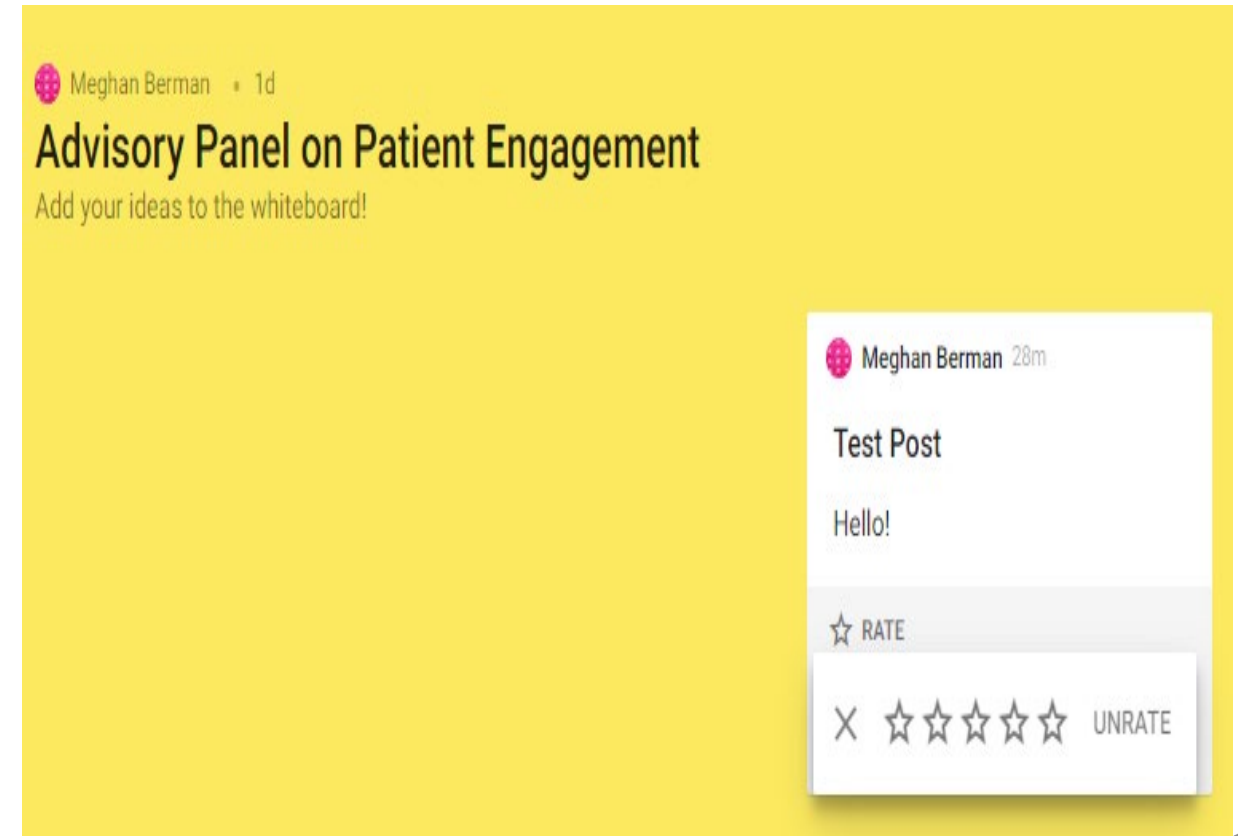 Meghan Berman • 1d
Advisory Panel on Patient Engagement
Add your ideas to the whiteboard!
Meghan Berman 28m
Test Post
Hello!
RATE
UNRATE